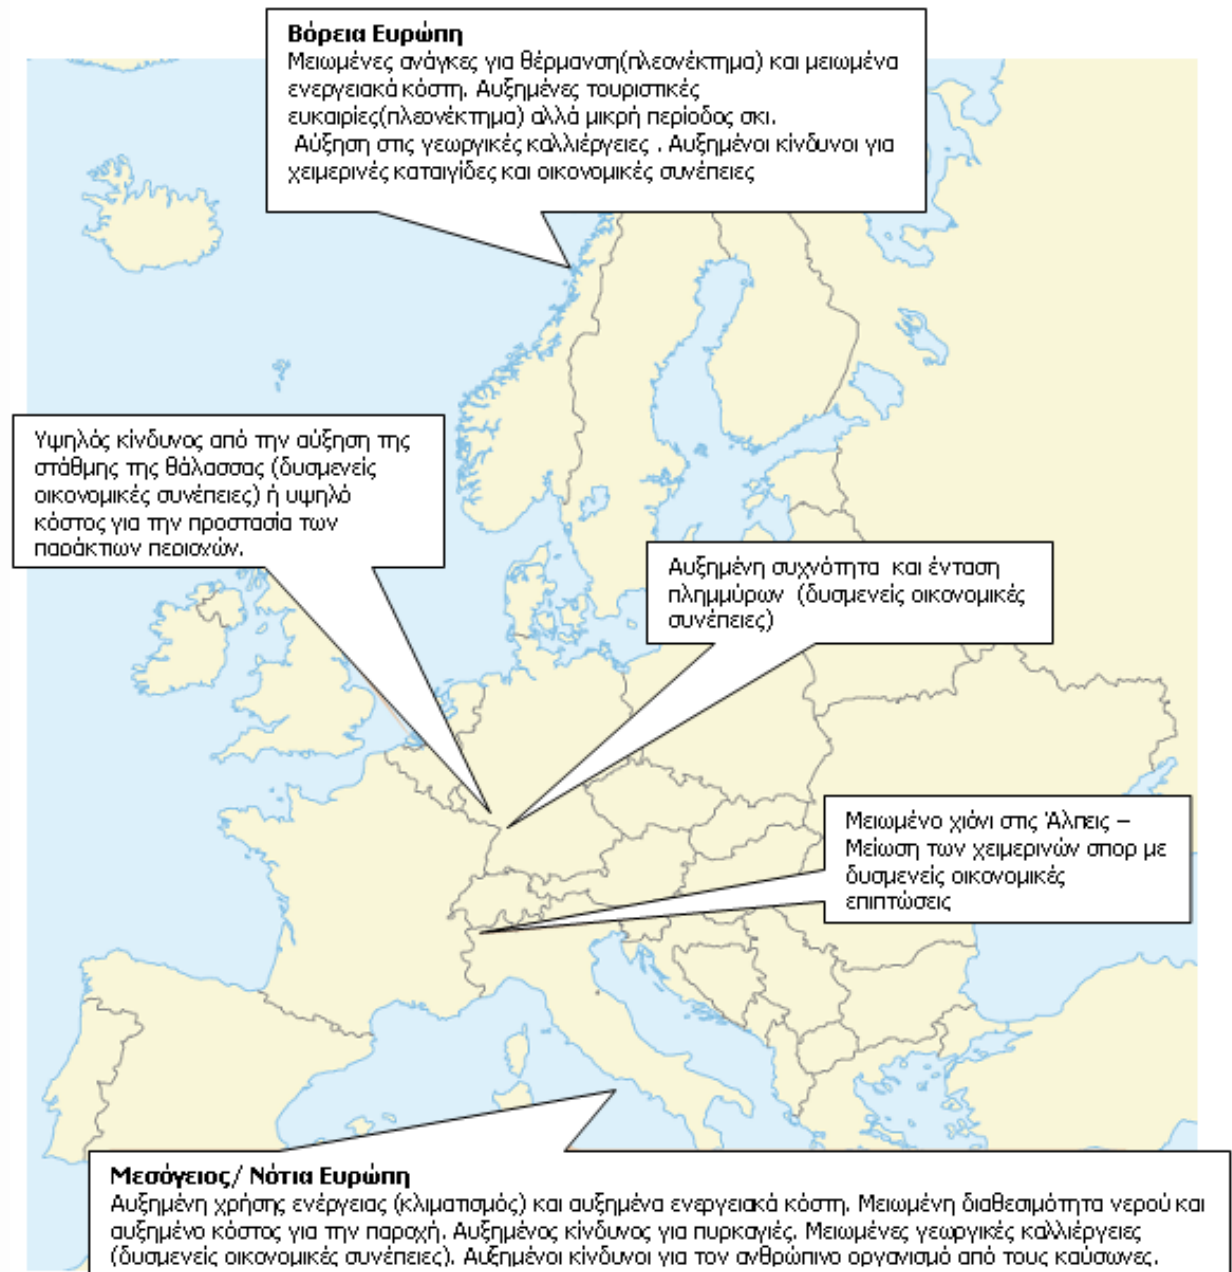 Βόρεια Ευρώπη
Μειωμένες ανάγκες για θέρμανση(πλεονέκτημα) και μειωμένα
ενεργειακά κόστη. Αυξημένες τουριστικές
ευκαιρίες(πλεονέκτημα) αλλά μικρή περίοδος σκι.
Αύξηση στις γεωργικές καλλιέργειες . Αυξημένοι κίνδυνοι για
χειμερινές καταιγίδες και οικονομικές συνέπειες
Υψηλός κίνδυνος από την αύξηση της
στάθμης της θάλασσας (δυσμενείς
οικονομικές συνέπειες) ή υψηλό
κόστος για την προστασία των
παράκτιων περιοχών.
Αυξημένη συχνότητα και ένταση
πλημμύρων (δυσμενείς οικονομικές
συνέπειες)
Μειωμένο χιόνι στις Άλπεις –
Μείωση των χειμερινών σπορ με
δυσμενείς οικονομικές
επιπτώσεις
Μεσόγειος/ Νότια Ευρώπη
Αυξημένη χρήσης ενέργειας (κλιματισμός) και αυξημένα ενεργειακά κόστη. Μειωμένη διαθεσιμότητα νερού και
αυξημένο κόστος για την παροχή. Αυξημένος κίνδυνος για πυρκαγιές. Μειωμένες γεωργικές καλλιέργειες
(δυσμενείς οικονομικές συνέπειες). Αυξημένοι κίνδυνοι για τον ανθρώπινο οργανισμό από τους καύσωνες.